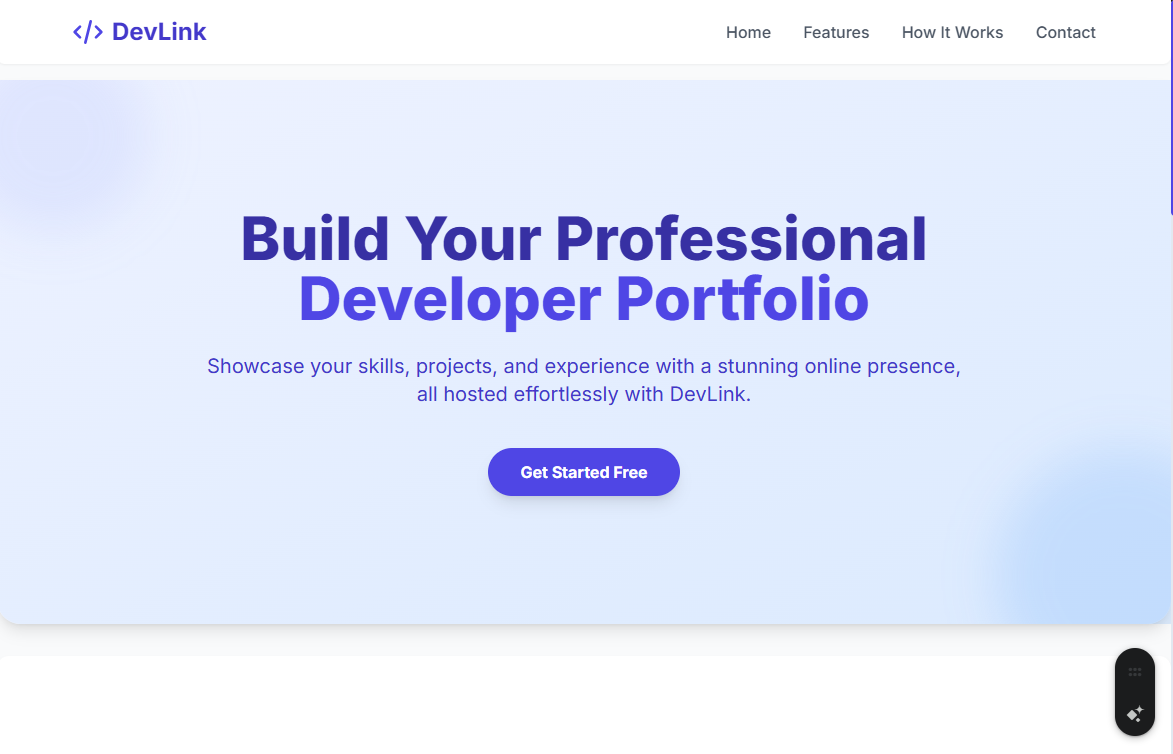 </> DevLink
Home Features How It Works Contact
Build Your Professional
Developer Portfolio
Showcase your skills, projects, and experience with a stunning online presence,
all hosted effortlessly with DevLink.
Get Started Free